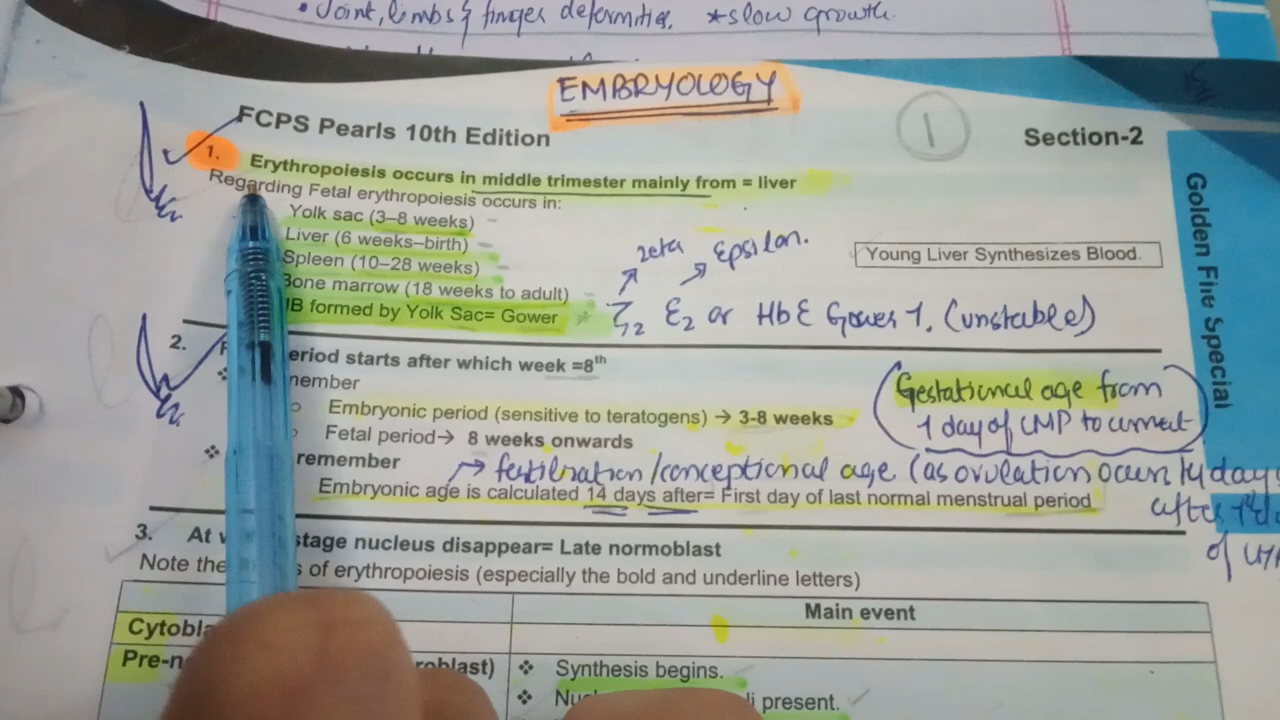 • Joint, limbs & finger deformities. *slow growth.
EMBRYOLOGY
FCPS Pearls 10th Edition
1
Section-2
1. Erythropoiesis occurs in middle trimester mainly from = liver
Regarding Fetal erythropoiesis occurs in:
Yolk sac (3–8 weeks)
Liver (6 weeks–birth)
Spleen (10–28 weeks)
Bone marrow (18 weeks to adult)
HB formed by Yolk Sac= Gower
zeta Epsilon.
ζ2 ε2 or Hb ε Gower 1. (unstable)
Young Liver Synthesizes Blood.
Golden File Special
2. eriod starts after which week =8th
member
Embryonic period (sensitive to teratogens) → 3-8 weeks
Fetal period→ 8 weeks onwards
remember
Embryonic age is calculated 14 days after= First day of last normal menstrual period
Gestational age from
1 day of LMP to current
→ fertilization/conceptional age (as ovulation occurs 14 days
after
of
3. At stage nucleus disappear= Late normoblast
Note the s of erythropoiesis (especially the bold and underline letters)
Main event
Cytobla
Pre-n roblast)
❖ Synthesis begins.
❖ Nu i present.